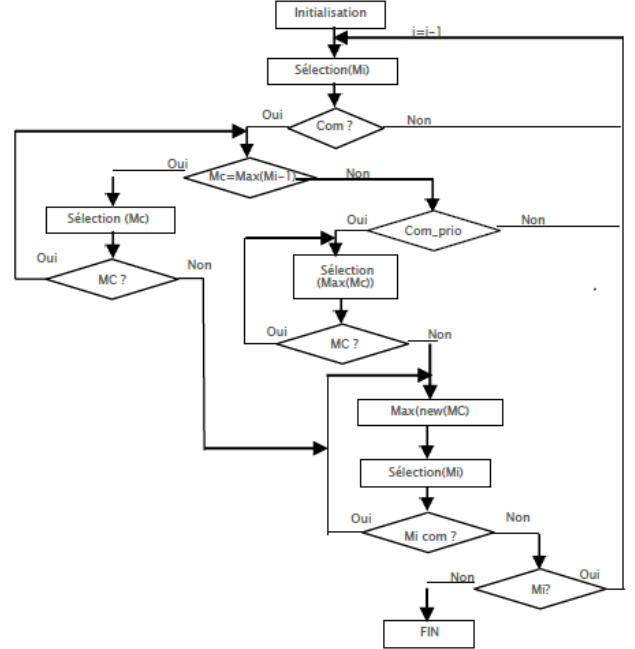 Initialisation
i=i-1
Sélection(Mi)
Oui
Com ?
Non
Oui
Mc=Max(Mi-1)
Non
Sélection (Mc)
Oui
Com_prio
Non
Oui
MC ?
Non
Sélection
(Max(Mc))
Oui
MC ?
Non
Max(new(MC)
Sélection(Mi)
Oui
Mi com ?
Non
Non
Mi?
Oui
FIN